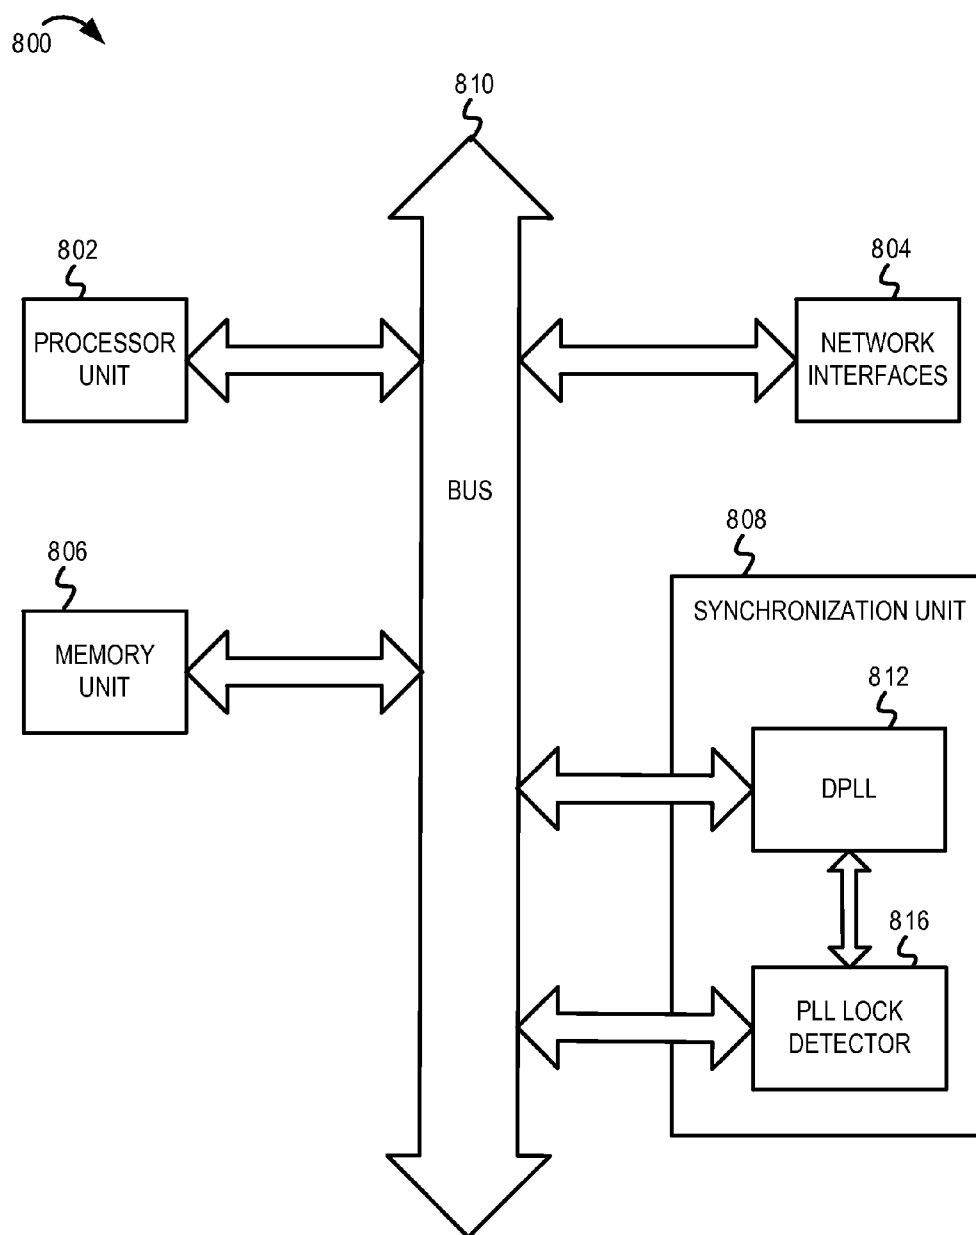 800
810
802
PROCESSOR
UNIT
804
NETWORK
INTERFACES
BUS
806
MEMORY
UNIT
808
SYNCHRONIZATION UNIT
812
DPLL
816
PLL LOCK
DETECTOR